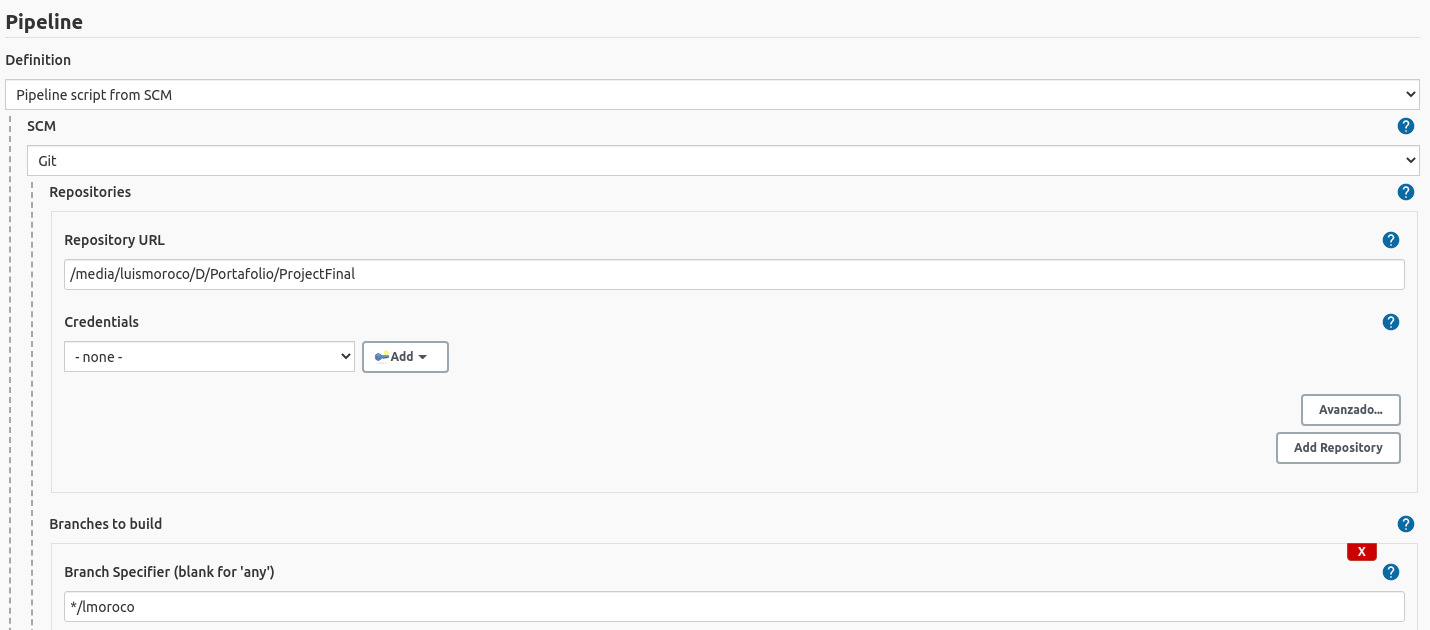 Pipeline
Definition
Pipeline script from SCM
SCM
?
Git
Repositories
?
Repository URL
?
/media/luismoroco/D/Portafolio/ProjectFinal
Credentials
?
- none -
Add
Avanzado...
Add Repository
Branches to build
?
X
Branch Specifier (blank for 'any')
?
*/lmoroco